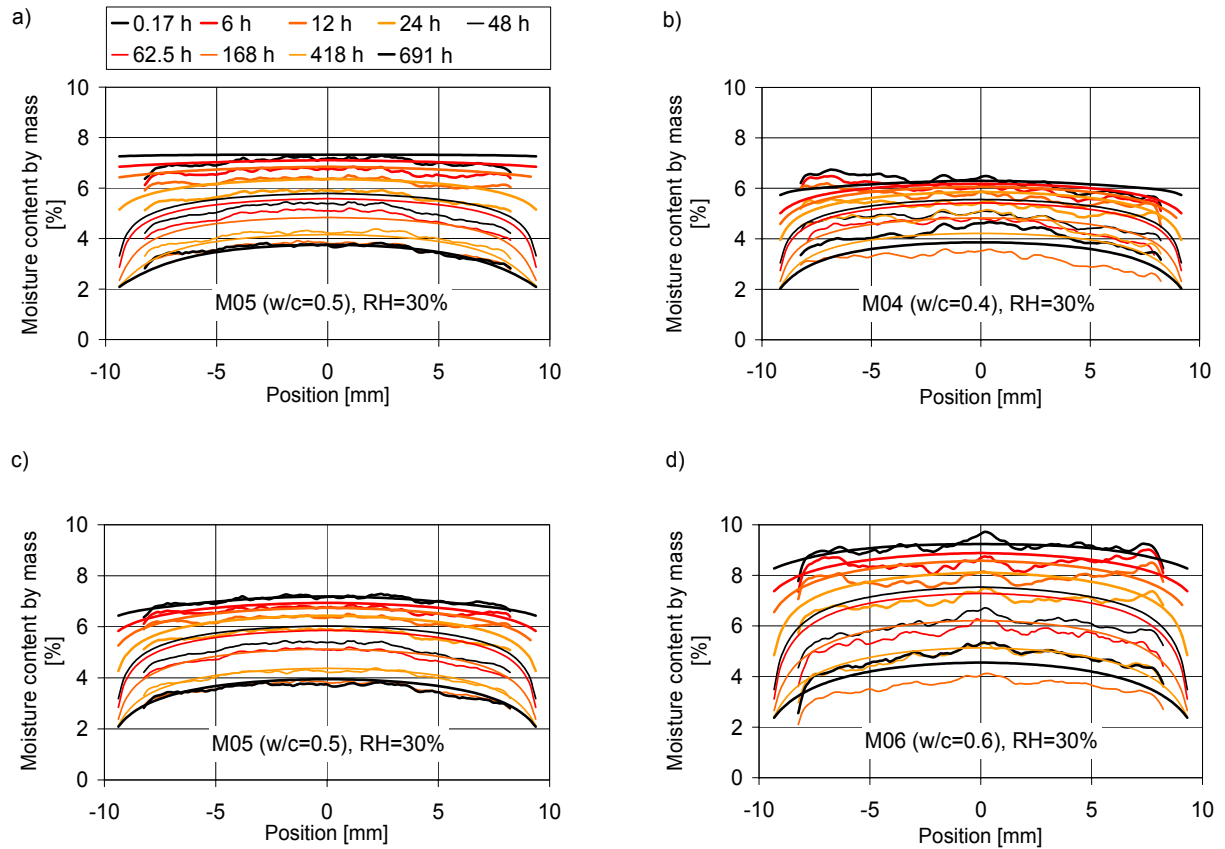 a)
0.17 h 6 h 12 h 24 h 48 h
62.5 h 168 h 418 h 691 h
Moisture content by mass
[%]
10
8
6
4
2
0
M05 (w/c=0.5), RH=30%
-10 -5 0 5 10
Position [mm]
b)
Moisture content by mass
[%]
10
8
6
4
2
0
M04 (w/c=0.4), RH=30%
-10 -5 0 5 10
Position [mm]
c)
Moisture content by mass
[%]
10
8
6
4
2
0
M05 (w/c=0.5), RH=30%
-10 -5 0 5 10
Position [mm]
d)
Moisture content by mass
[%]
10
8
6
4
2
0
M06 (w/c=0.6), RH=30%
-10 -5 0 5 10
Position [mm]